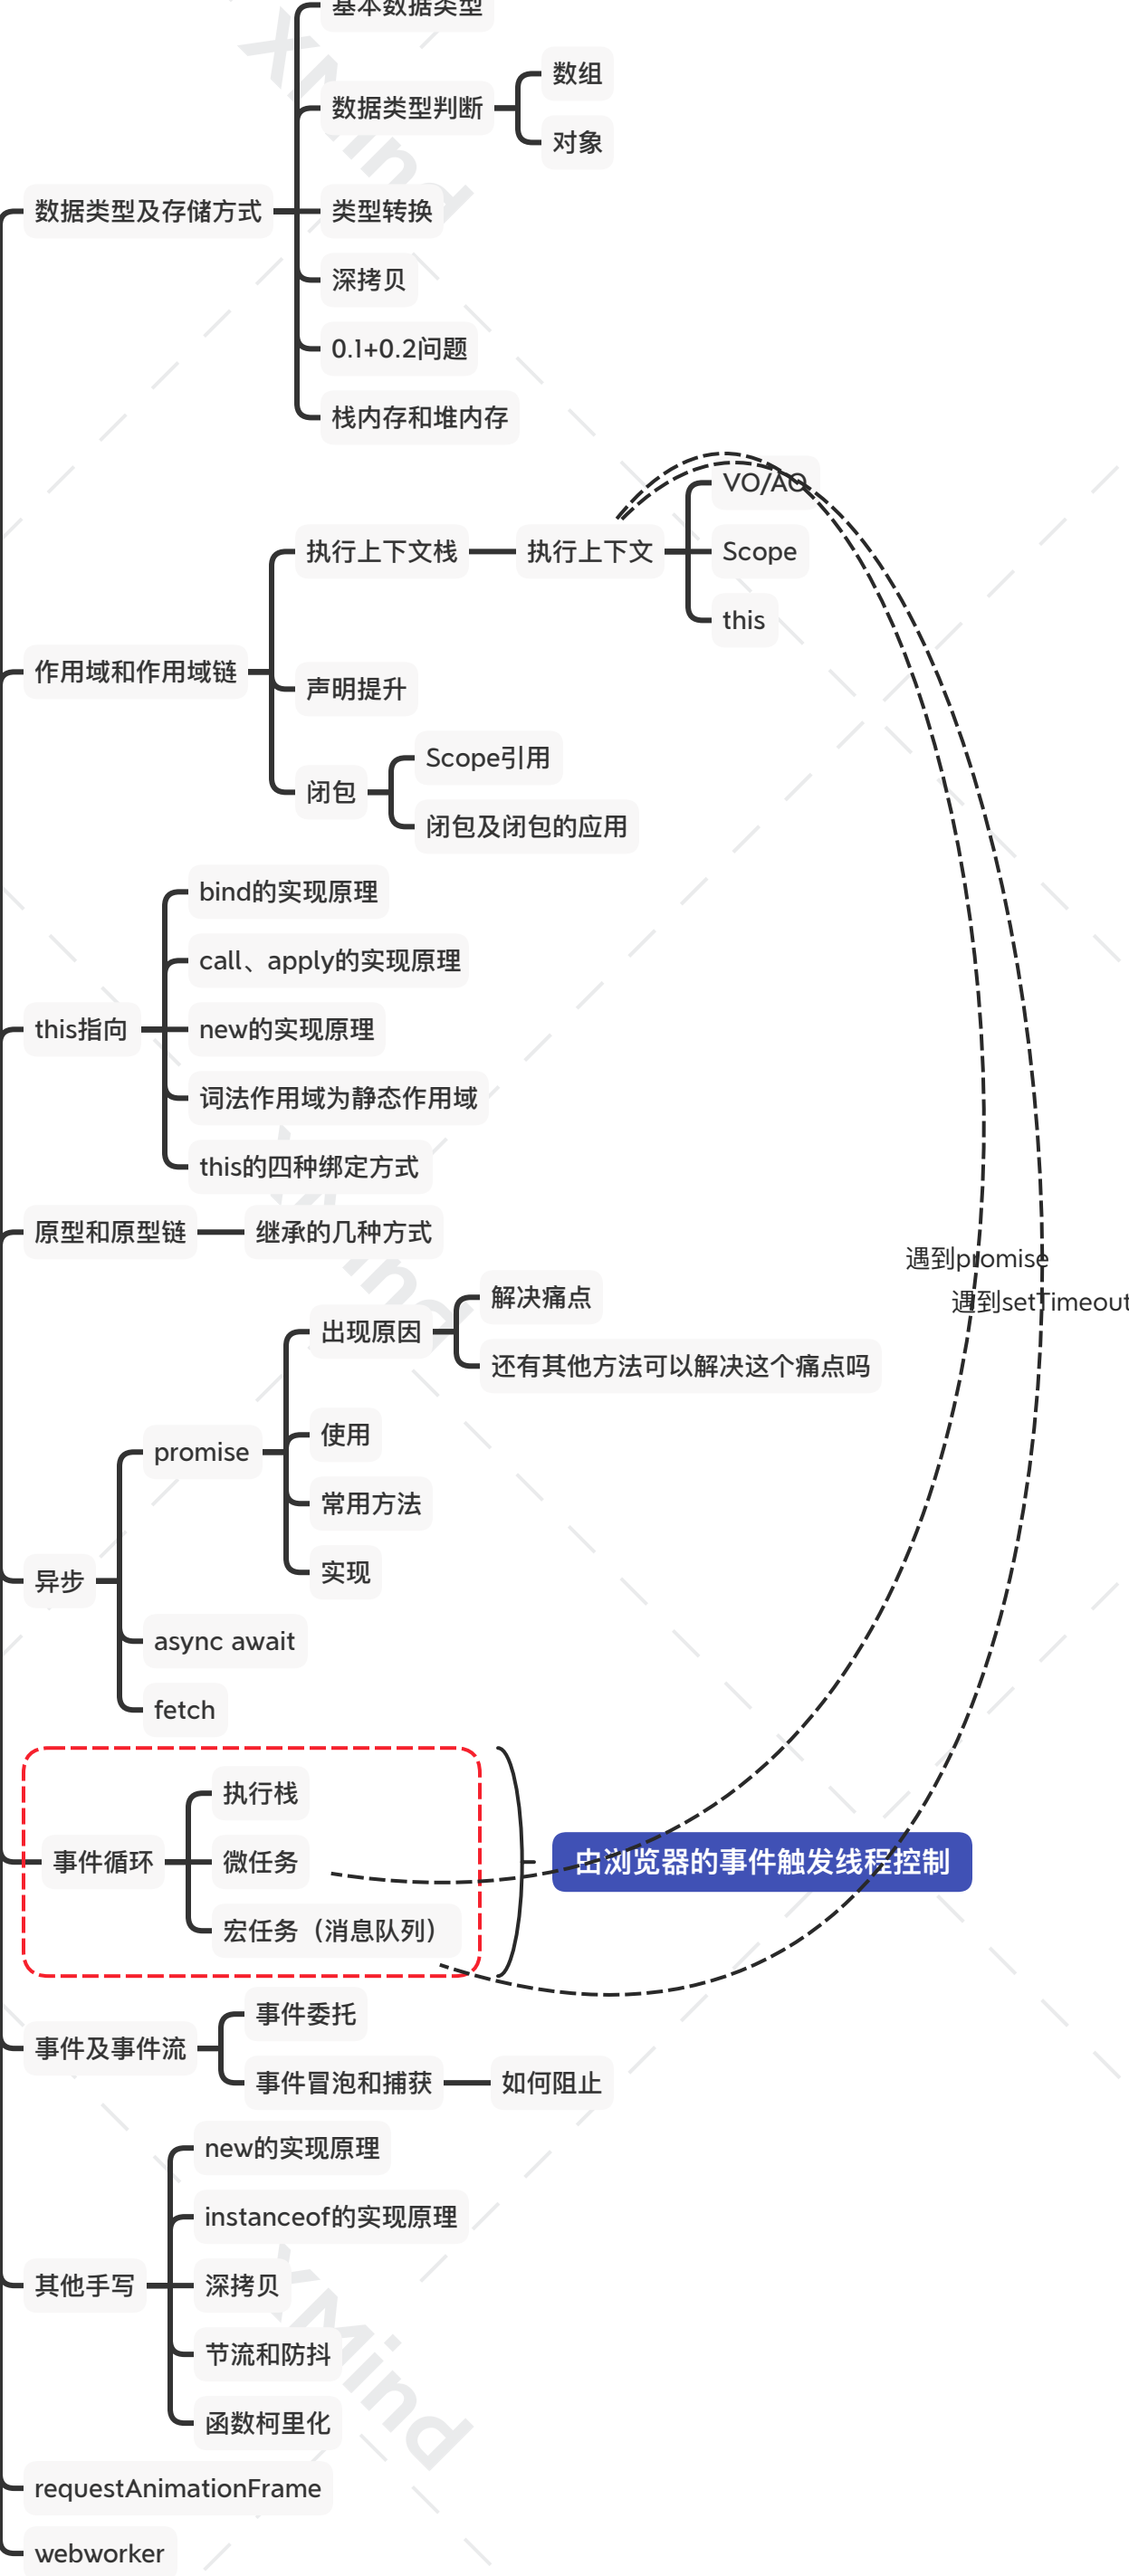 基本数据类型
数组
数据类型判断
对象
数据类型及存储方式
类型转换
深拷贝
0.1+0.2问题
栈内存和堆内存
VO/AO
执行上下文栈
执行上下文
Scope
this
作用域和作用域链
声明提升
Scope引用
闭包
闭包及闭包的应用
bind的实现原理
call、apply的实现原理
this指向
new的实现原理
词法作用域为静态作用域
this的四种绑定方式
原型和原型链
继承的几种方式
遇到promise
遇到setTimeout
解决痛点
出现原因
还有其他方法可以解决这个痛点吗
promise
使用
常用方法
实现
异步
async await
fetch
执行栈
事件循环
微任务
由浏览器的事件触发线程控制
宏任务（消息队列）
事件委托
事件及事件流
事件冒泡和捕获
如何阻止
new的实现原理
instanceof的实现原理
其他手写
深拷贝
节流和防抖
函数柯里化
requestAnimationFrame
webworker
XMind
XMind
XMind